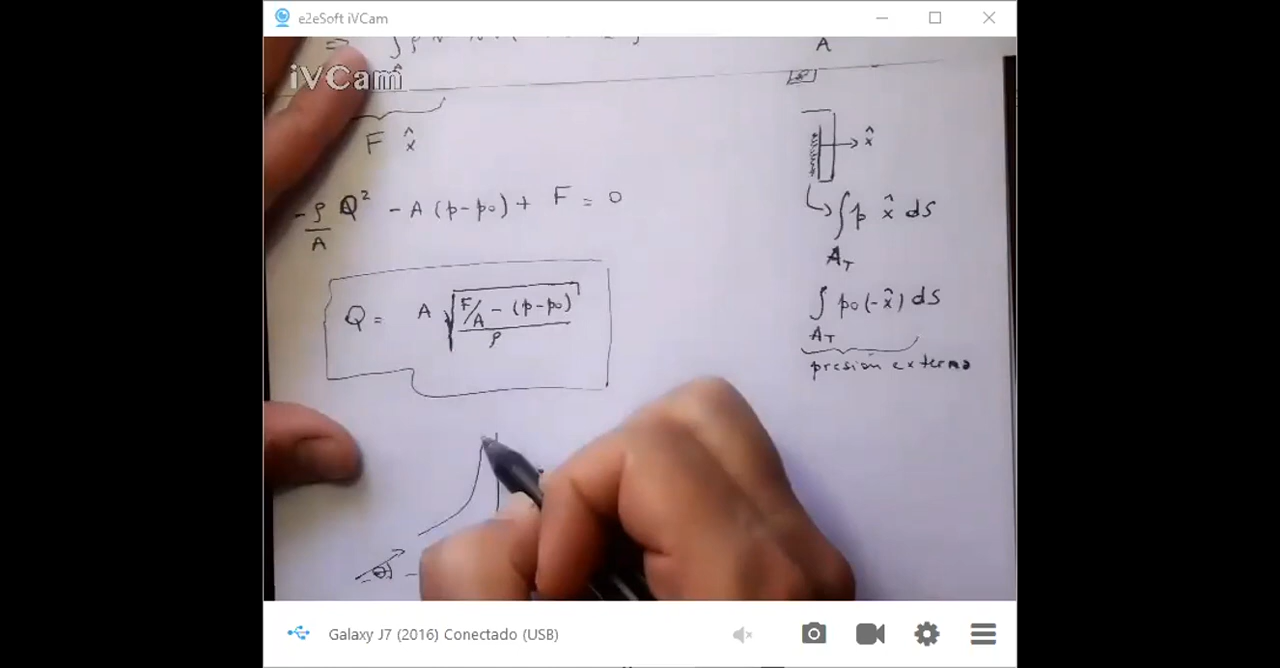 e2eSoft iVCam
iVCam
A
F x̂
-ρ/A Q² - A (p-p₀) + F = 0
Q = A √((F/A - (p-p₀))/ρ)
x̂
∫ p x̂ ds
A_T
∫ p₀ (-x̂) ds
A_T
presión externa
Galaxy J7 (2016) Conectado (USB)